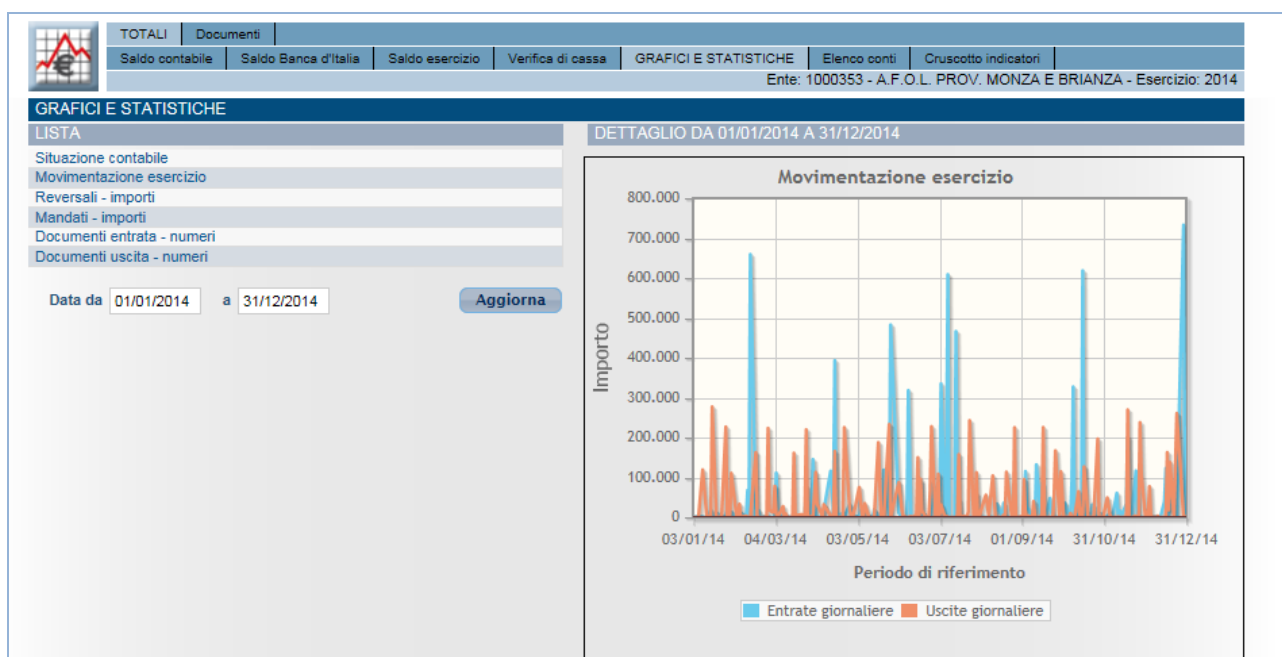 TOTALI Documenti
Saldo contabile Saldo Banca d'Italia Saldo esercizio Verifica di cassa GRAFICI E STATISTICHE Elenco conti Cruscotto indicatori
€
Ente: 1000353 - A.F.O.L. PROV. MONZA E BRIANZA - Esercizio: 2014
GRAFICI E STATISTICHE
LISTA
Situazione contabile
Movimentazione esercizio
Reversali - importi
Mandati - importi
Documenti entrata - numeri
Documenti uscita - numeri
Data da 01/01/2014 a 31/12/2014 Aggiorna
DETTAGLIO DA 01/01/2014 A 31/12/2014
Movimentazione esercizio
800.000
700.000
600.000
500.000
400.000
300.000
200.000
100.000
0
Importo
03/01/14 04/03/14 03/05/14 03/07/14 01/09/14 31/10/14 31/12/14
Periodo di riferimento
Entrate giornaliere Uscite giornaliere